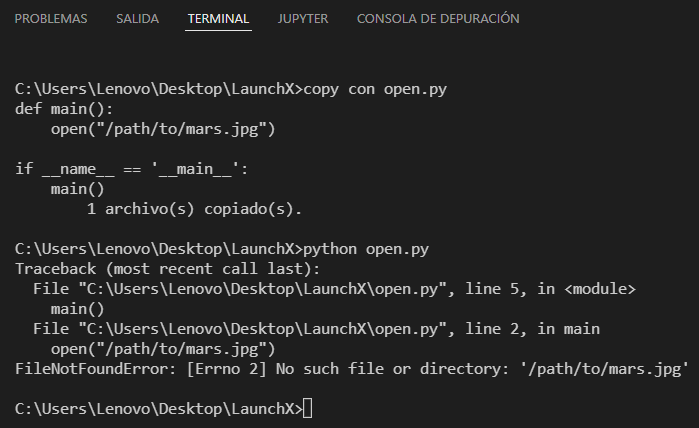 PROBLEMAS SALIDA TERMINAL JUPYTER CONSOLA DE DEPURACIÓN
C:\Users\Lenovo\Desktop\LaunchX>copy con open.py
def main():
    open("/path/to/mars.jpg")
if __name__ == '__main__':
    main()
        1 archivo(s) copiado(s).
C:\Users\Lenovo\Desktop\LaunchX>python open.py
Traceback (most recent call last):
  File "C:\Users\Lenovo\Desktop\LaunchX\open.py", line 5, in <module>
    main()
  File "C:\Users\Lenovo\Desktop\LaunchX\open.py", line 2, in main
    open("/path/to/mars.jpg")
FileNotFoundError: [Errno 2] No such file or directory: '/path/to/mars.jpg'
C:\Users\Lenovo\Desktop\LaunchX>